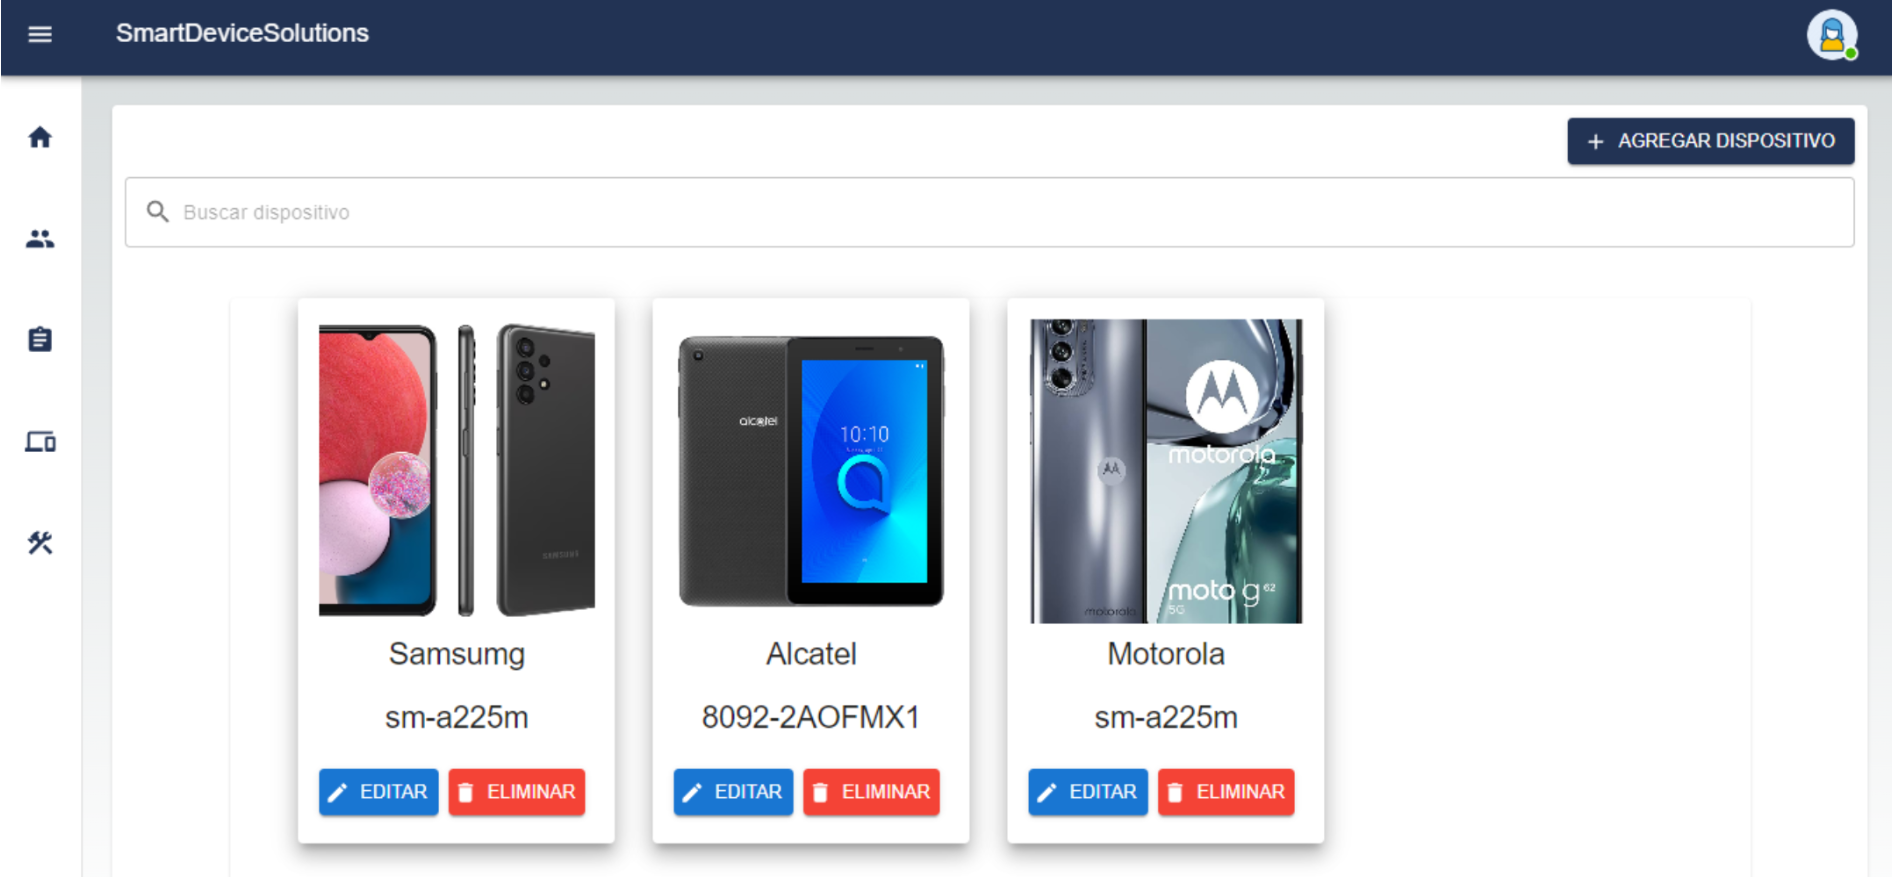 SmartDeviceSolutions
AGREGAR DISPOSITIVO
Buscar dispositivo
SAMSUNG
alcatel
10:10
motorola
motorola
moto g 62
5G
Samsumg
Alcatel
Motorola
sm-a225m
8092-2AOFMX1
sm-a225m
EDITAR
ELIMINAR
EDITAR
ELIMINAR
EDITAR
ELIMINAR